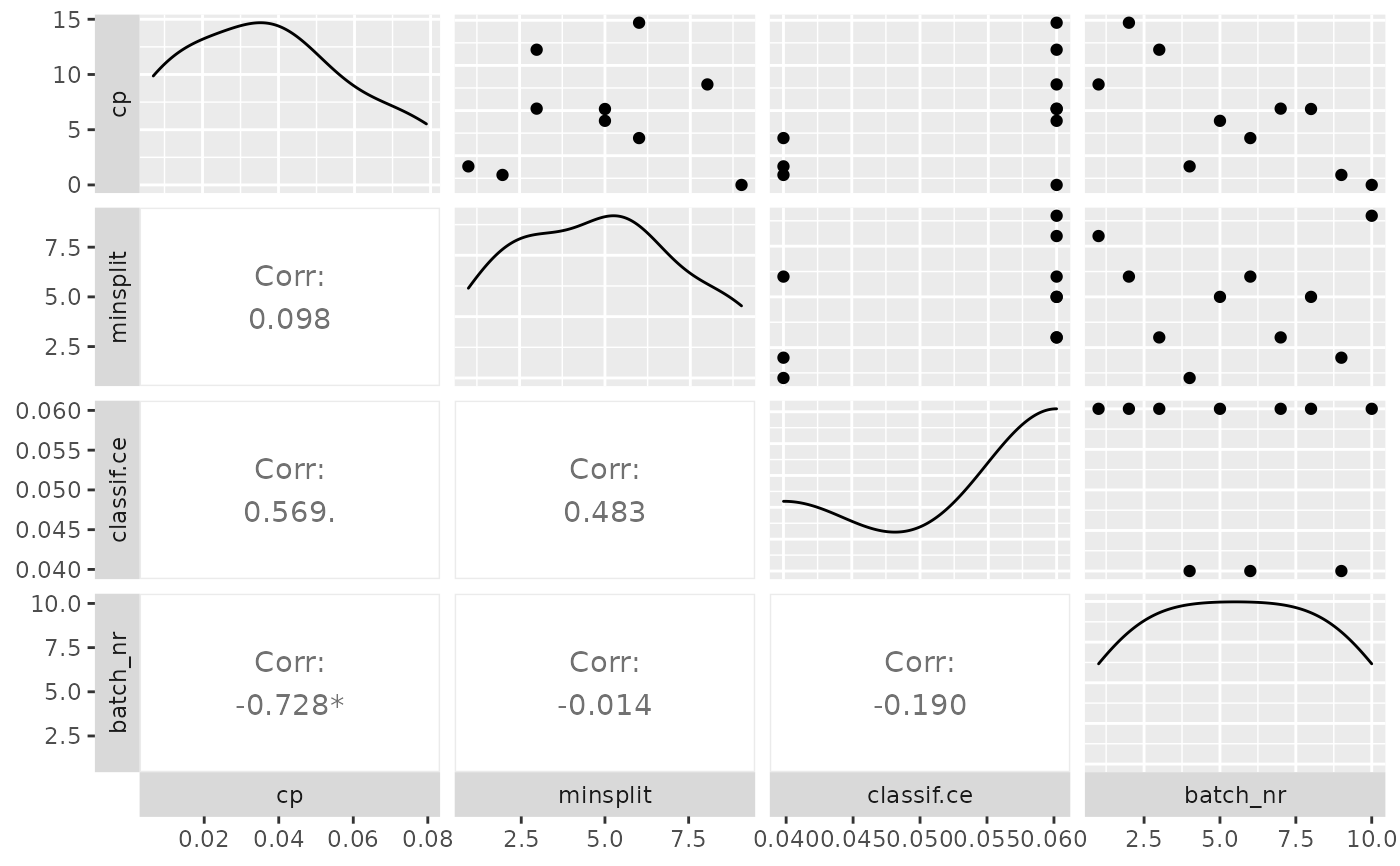 15
10
5
0
cp
7.5
5.0
2.5
minsplit
Corr:
0.098
0.060
0.055
0.050
0.045
0.040
classif.ce
Corr:
0.569.
Corr:
0.483
10.0
7.5
5.0
2.5
batch_nr
Corr:
-0.728*
Corr:
-0.014
Corr:
-0.190
cp
minsplit
classif.ce
batch_nr
0.02 0.04 0.06 0.08
2.5 5.0 7.5
0.040 0.045 0.050 0.055 0.060
2.5 5.0 7.5 10.0